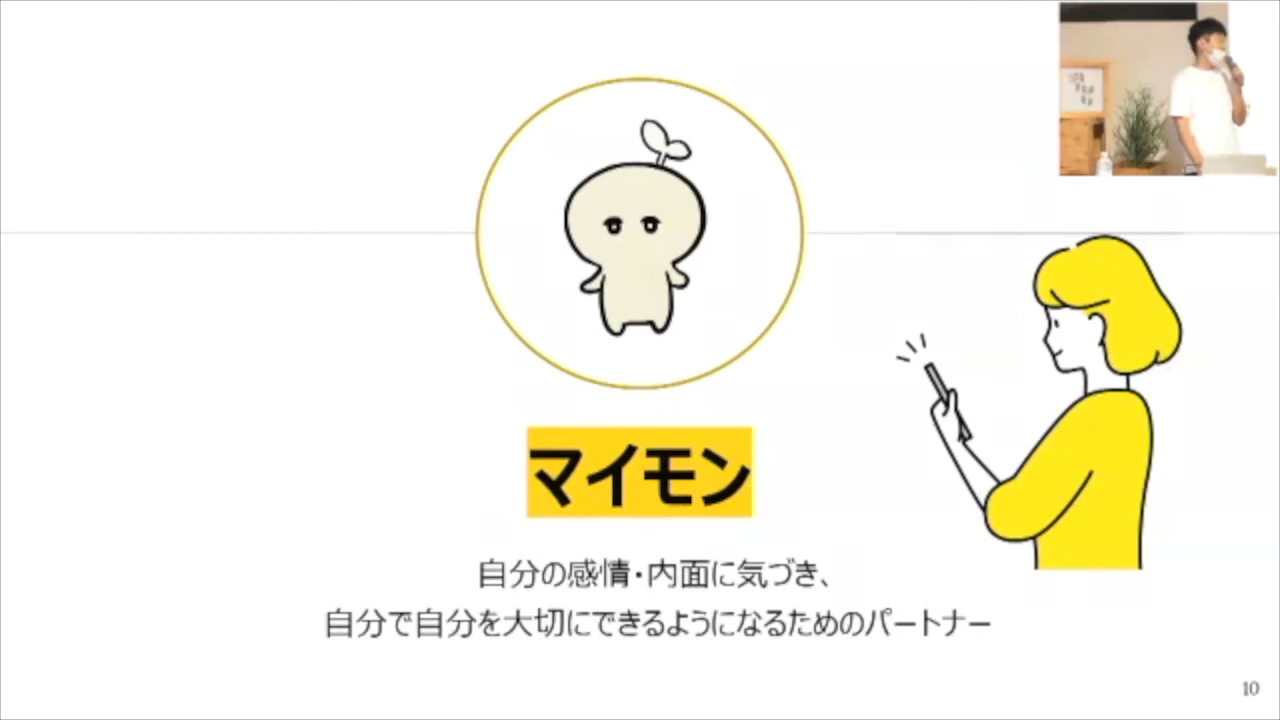 マイモン
自分の感情・内面に気づき、
自分で自分を大切にできるようになるためのパートナー
10